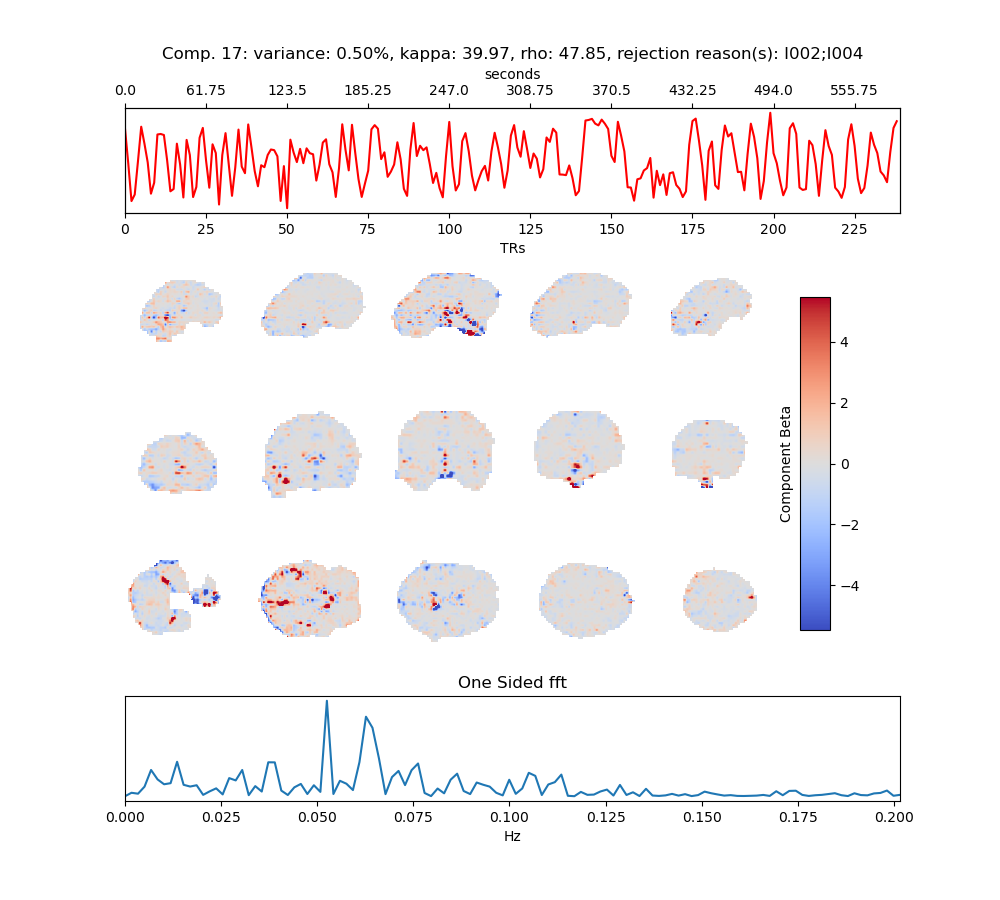 Comp. 17: variance: 0.50%, kappa: 39.97, rho: 47.85, rejection reason(s): I002;I004
seconds
0.0 61.75 123.5 185.25 247.0 308.75 370.5 432.25 494.0 555.75
0 25 50 75 100 125 150 175 200 225
TRs
4
2
0
−2
−4
Component Beta
One Sided fft
0.000 0.025 0.050 0.075 0.100 0.125 0.150 0.175 0.200
Hz